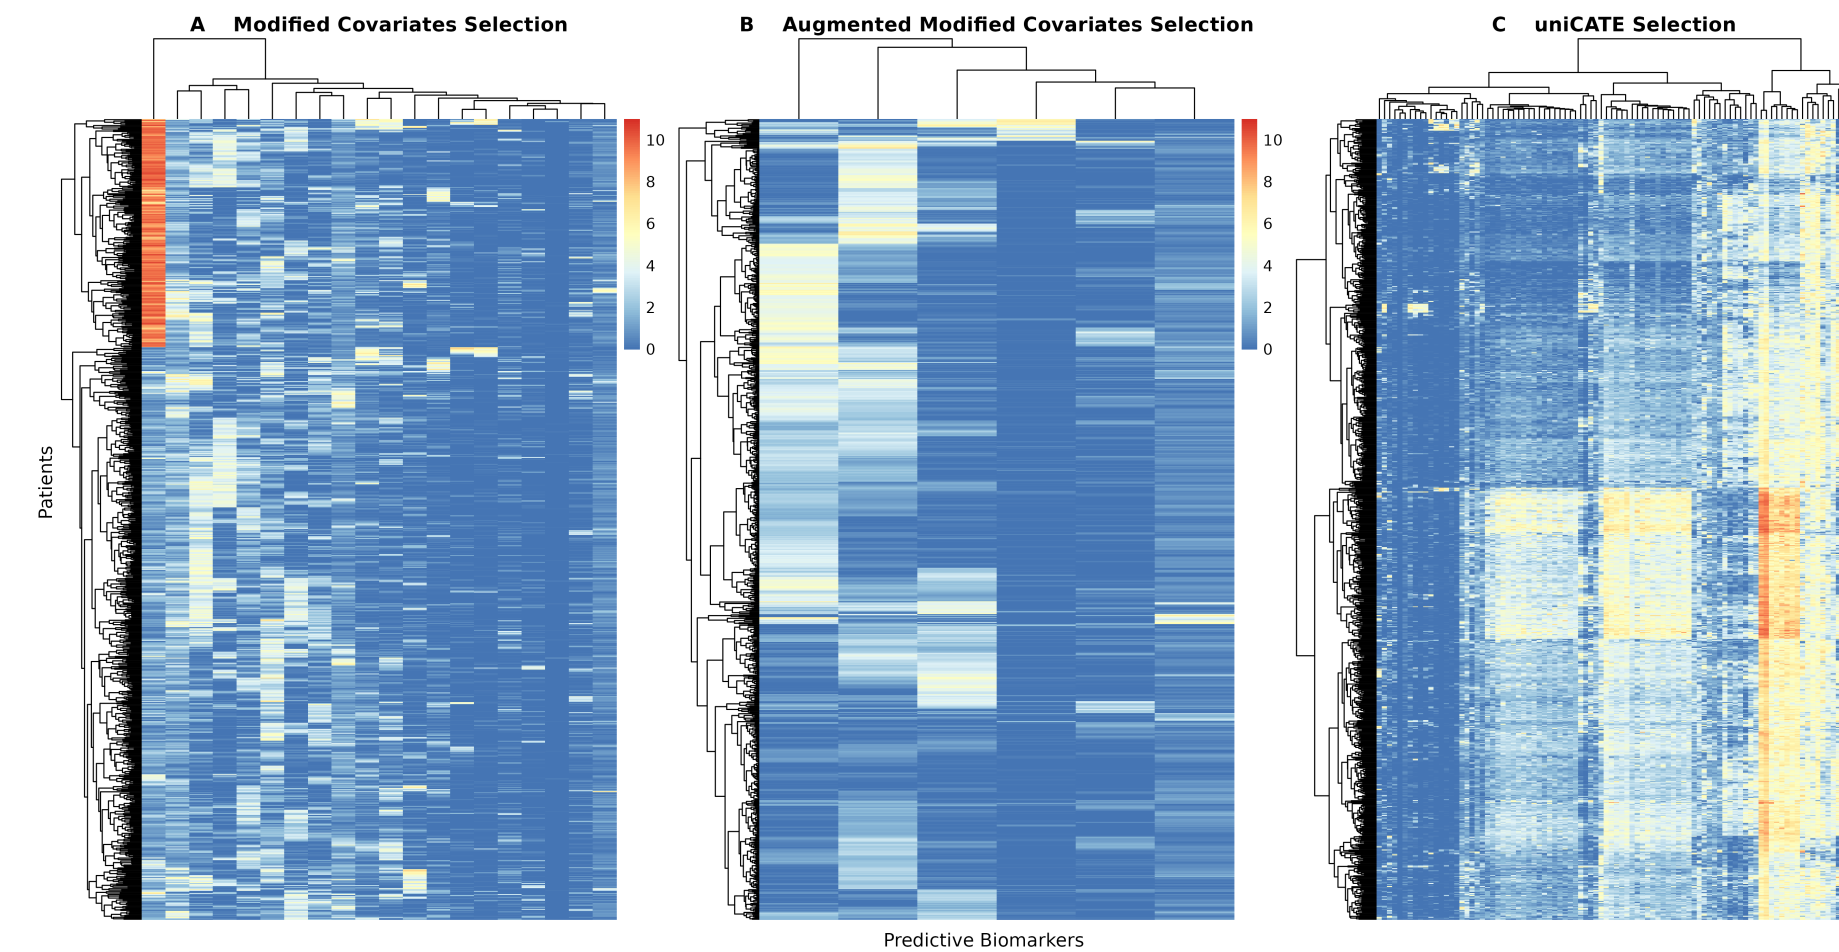 A Modified Covariates Selection
B Augmented Modified Covariates Selection
C uniCATE Selection
10
8
6
4
2
0
10
8
6
4
2
0
Patients
Predictive Biomarkers